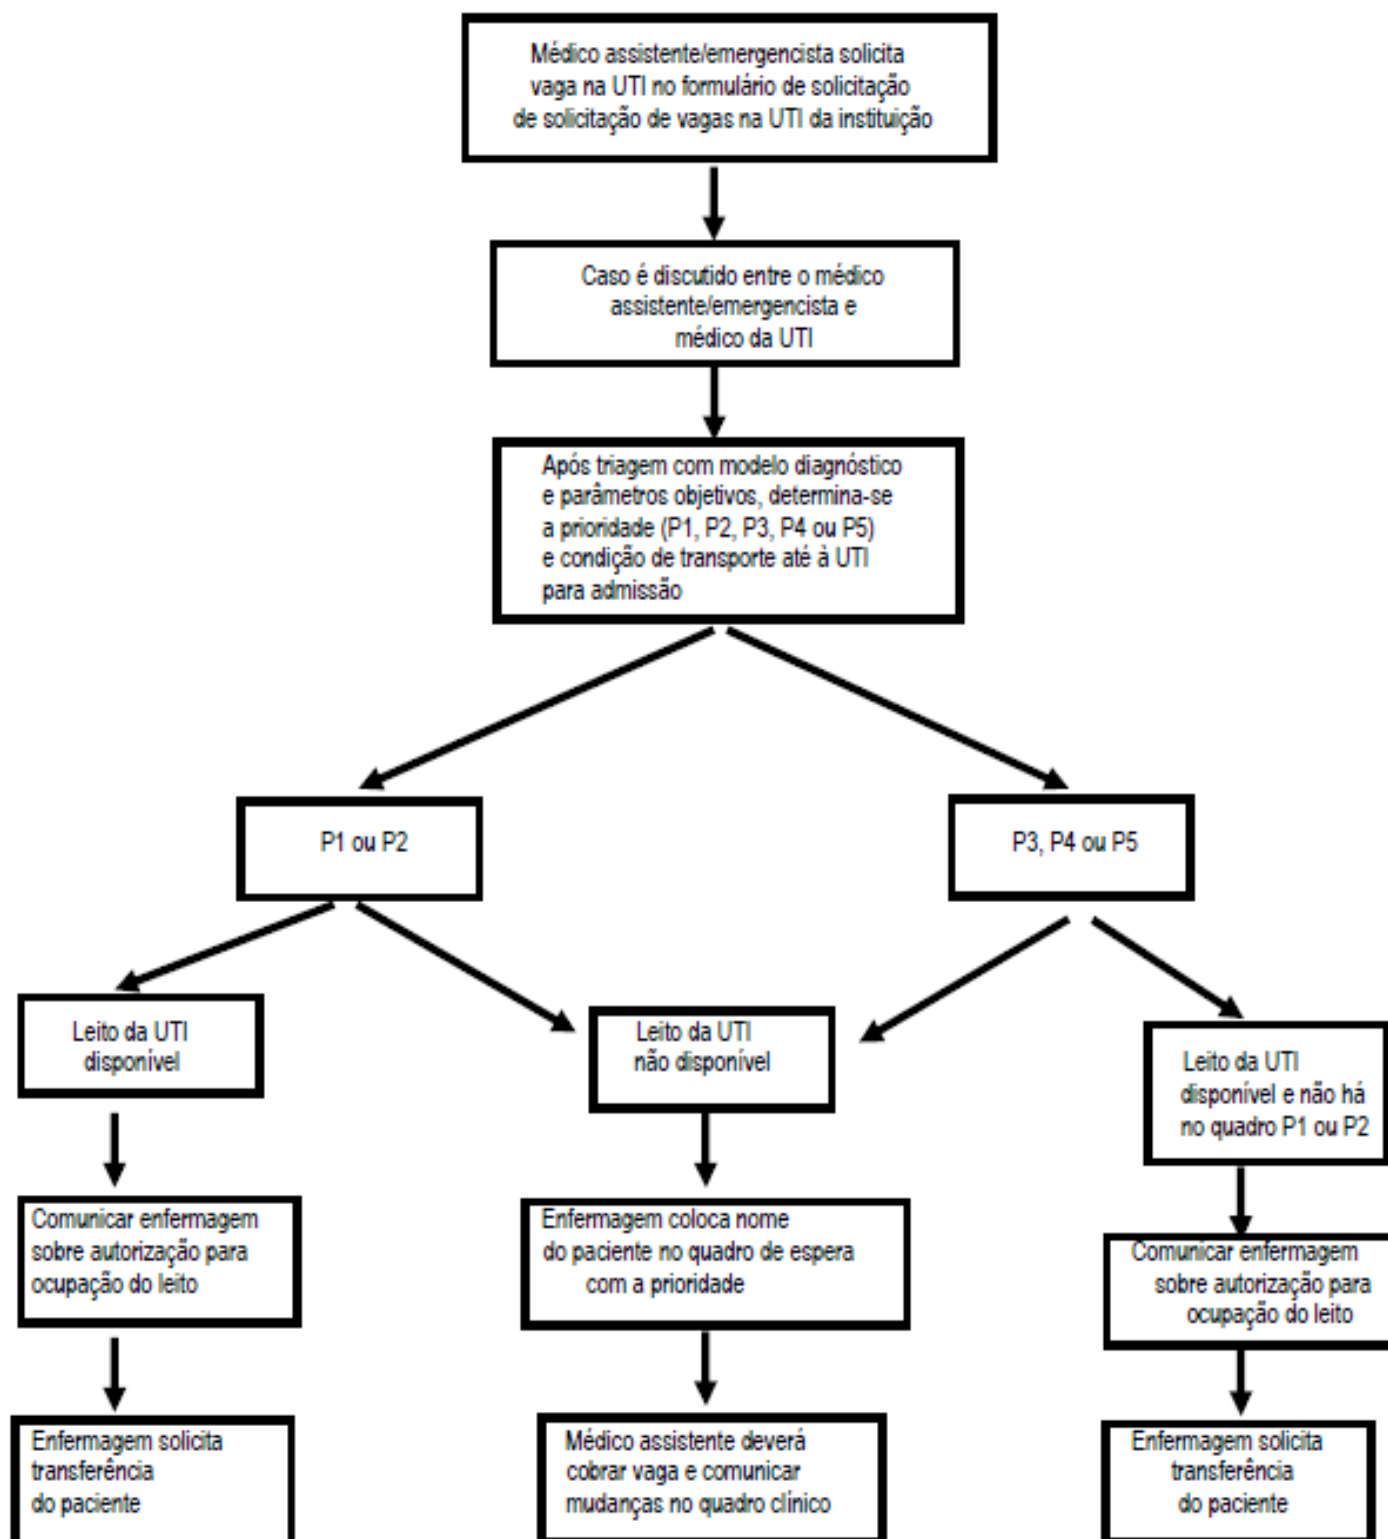 Médico assistente/emergencista solicita
vaga na UTI no formulário de solicitação
de solicitação de vagas na UTI da instituição
Caso é discutido entre o médico
assistente/emergencista e
médico da UTI
Após triagem com modelo diagnóstico
e parâmetros objetivos, determina-se
a prioridade (P1, P2, P3, P4 ou P5)
e condição de transporte até à UTI
para admissão
P1 ou P2
P3, P4 ou P5
Leito da UTI
disponível
Leito da UTI
não disponível
Leito da UTI
disponível e não há
no quadro P1 ou P2
Comunicar enfermagem
sobre autorização para
ocupação do leito
Enfermagem coloca nome
do paciente no quadro de espera
com a prioridade
Comunicar enfermagem
sobre autorização para
ocupação do leito
Enfermagem solicita
transferência
do paciente
Médico assistente deverá
cobrar vaga e comunicar
mudanças no quadro clínico
Enfermagem solicita
transferência
do paciente